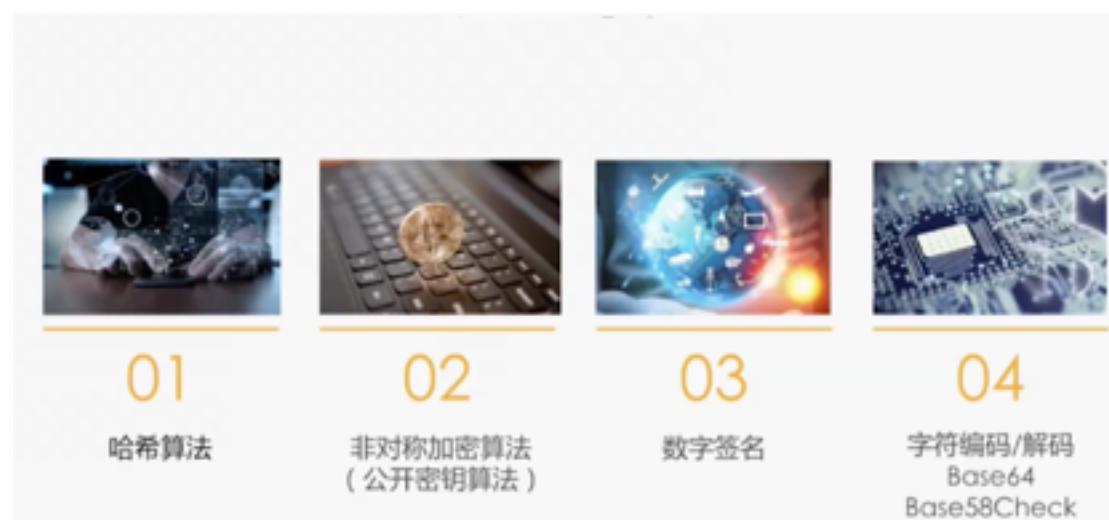 01
哈希算法
02
非对称加密算法
(公开密钥算法)
03
数字签名
04
字符编码/解码
Base64
Base58Check